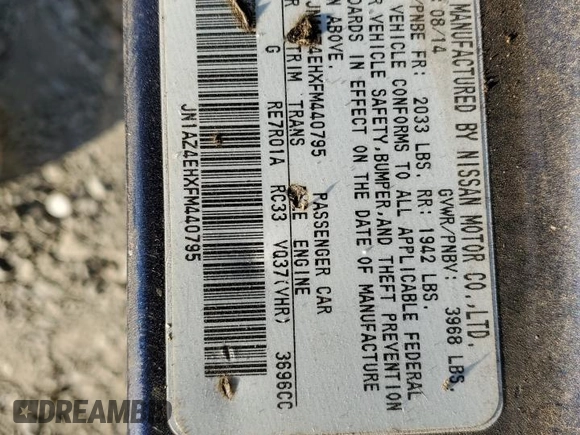 MANUFACTURED BY NISSAN MOTOR CO.,LTD.
08/14 GVWR/PNBV: 3968 LBS.
/PNBE FR: 2033 LBS. RR: 1942 LBS.
VEHICLE CONFORMS TO ALL APPLICABLE FEDERAL
R VEHICLE SAFETY,BUMPER,AND THEFT PREVENTION
DARDS IN EFFECT ON THE DATE OF MANUFACTURE
N ABOVE.
4EHXFM440795 PASSENGER CAR
R TRIM TRANS ENGINE
G RE7R01A RC33 VQ37(VHR) 3696CC
JN1AZ4EHXFM440795
DREAMBID